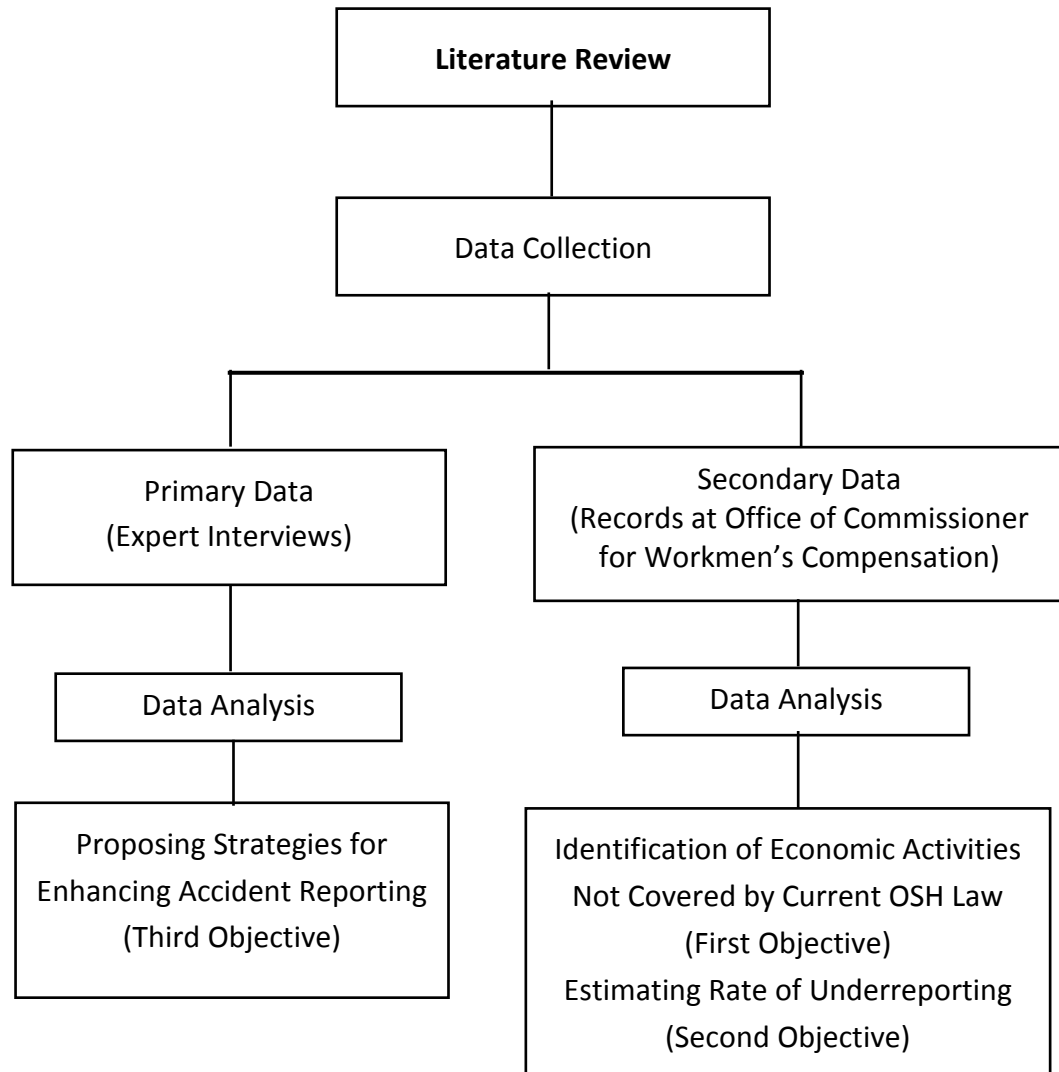 Literature Review
Data Collection
Primary Data
(Expert Interviews)
Secondary Data
(Records at Office of Commissioner
for Workmen’s Compensation)
Data Analysis
Data Analysis
Proposing Strategies for
Enhancing Accident Reporting
(Third Objective)
Identification of Economic Activities
Not Covered by Current OSH Law
(First Objective)
Estimating Rate of Underreporting
(Second Objective)